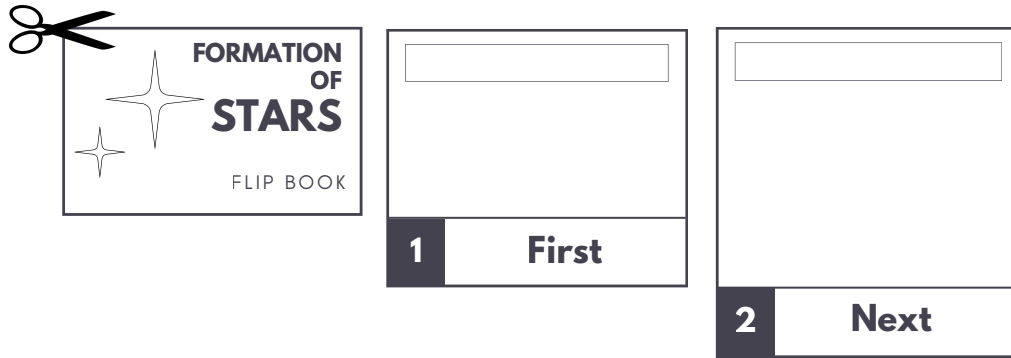 FORMATION
OF
STARS
FLIP BOOK
1 First
2 Next